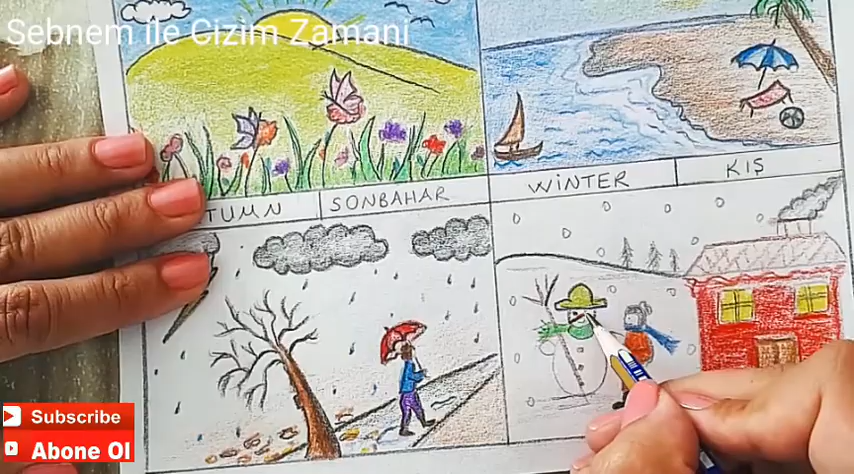 Sebnem ile Cizim Zamani
TUMN
SONBAHAR
WiNTER
KIŞ
Subscribe
Abone Ol